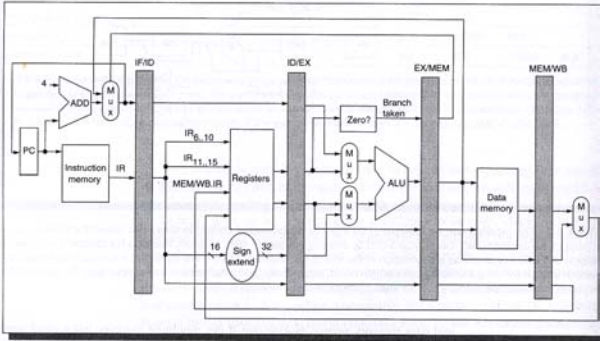 IF/ID
ID/EX
EX/MEM
MEM/WB
4
ADD
M
u
x
Zero?
Branch
taken
PC
Instruction
memory
IR
IR6..10
IR11..15
MEM/WB.IR
Registers
M
u
x
M
u
x
ALU
Data
memory
M
u
x
16
Sign
extend
32